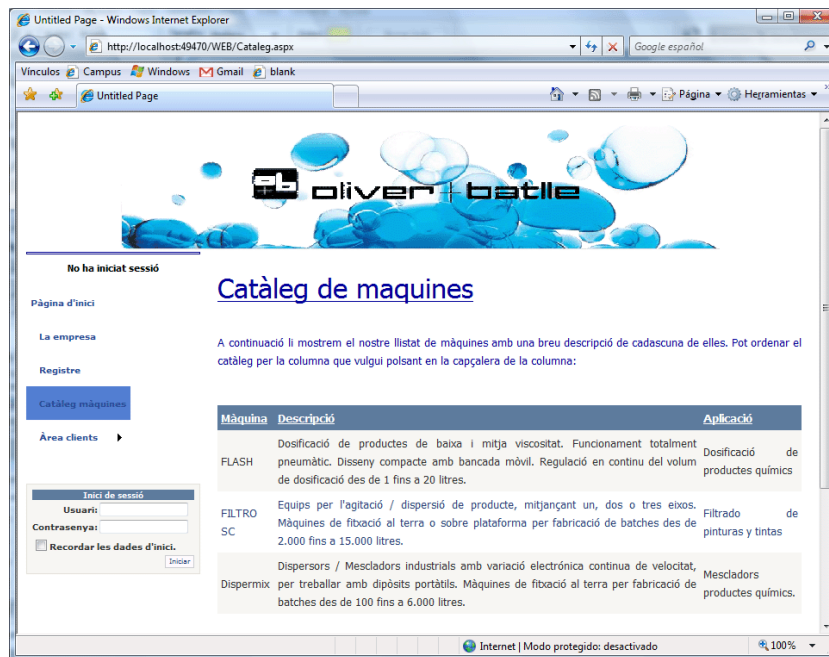 Untitled Page - Windows Internet Explorer
http://localhost:49470/WEB/Cataleg.aspx
Google español
Vínculos Campus Windows Gmail blank
Untitled Page
Página Herramientas
ab oliver+batlle
No ha iniciat sessió
Pàgina d'inici
La empresa
Registre
Catàleg màquines
Àrea clients
Inici de sessió
Usuari:
Contrasenya:
Recordar les dades d'inici.
Iniciar
Catàleg de maquines
A continuació li mostrem el nostre llistat de màquines amb una breu descripció de cadascuna de elles. Pot ordenar el
catàleg per la columna que vulgui polsant en la capçalera de la columna:
Màquina Descripció Aplicació
FLASH
Dosificació de productes de baixa i mitja viscositat. Funcionament totalment
pneumàtic. Disseny compacte amb bancada mòvil. Regulació en continu del volum
de dosificació des de 1 fins a 20 litres.
Dosificació de
productes químics
FILTRO
SC
Equips per l'agitació / dispersió de producte, mitjançant un, dos o tres eixos.
Màquines de fitxació al terra o sobre plataforma per fabricació de batches des de
2.000 fins a 15.000 litres.
Filtrado de
pinturas y tintas
Dispermix
Dispersors / Mescladors industrials amb variació electrónica continua de velocitat,
per treballar amb dipòsits portàtils. Màquines de fitxació al terra per fabricació de
batches des de 100 fins a 6.000 litres.
Mescladors
productes químics.
Internet | Modo protegido: desactivado
100%